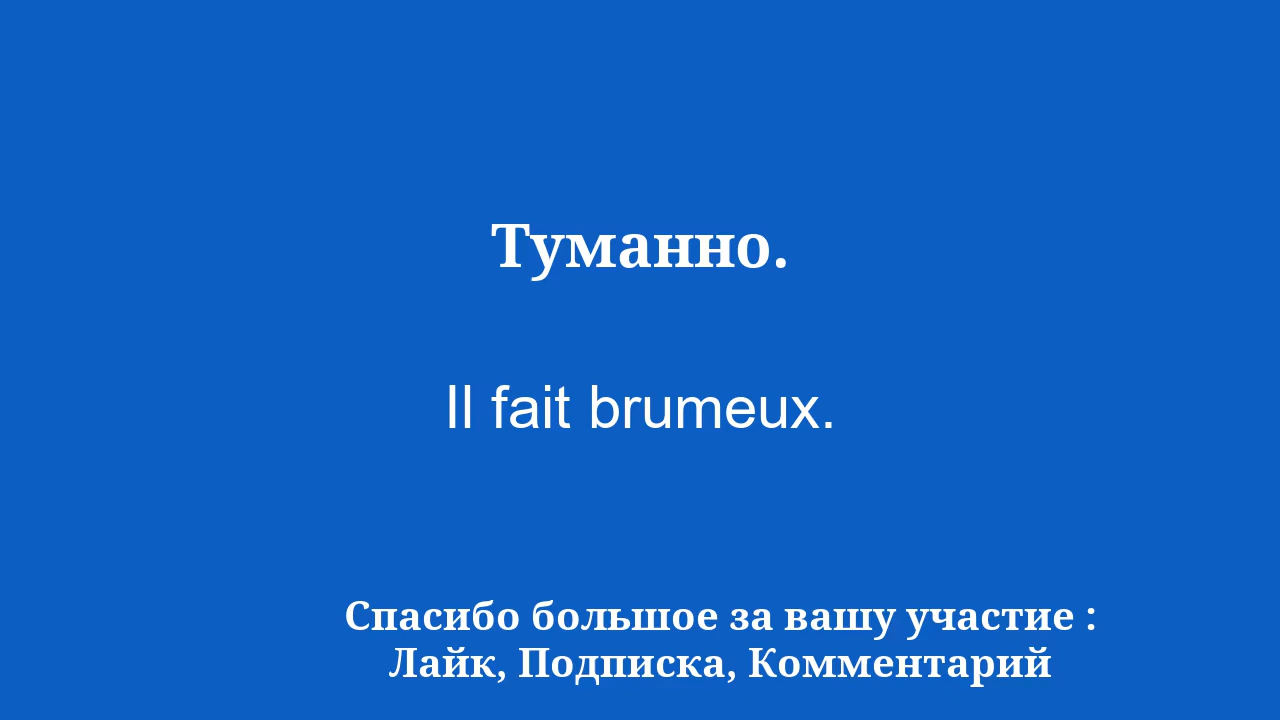 Туманно.
Il fait brumeux.
Спасибо большое за вашу участие :
Лайк, Подписка, Комментарий